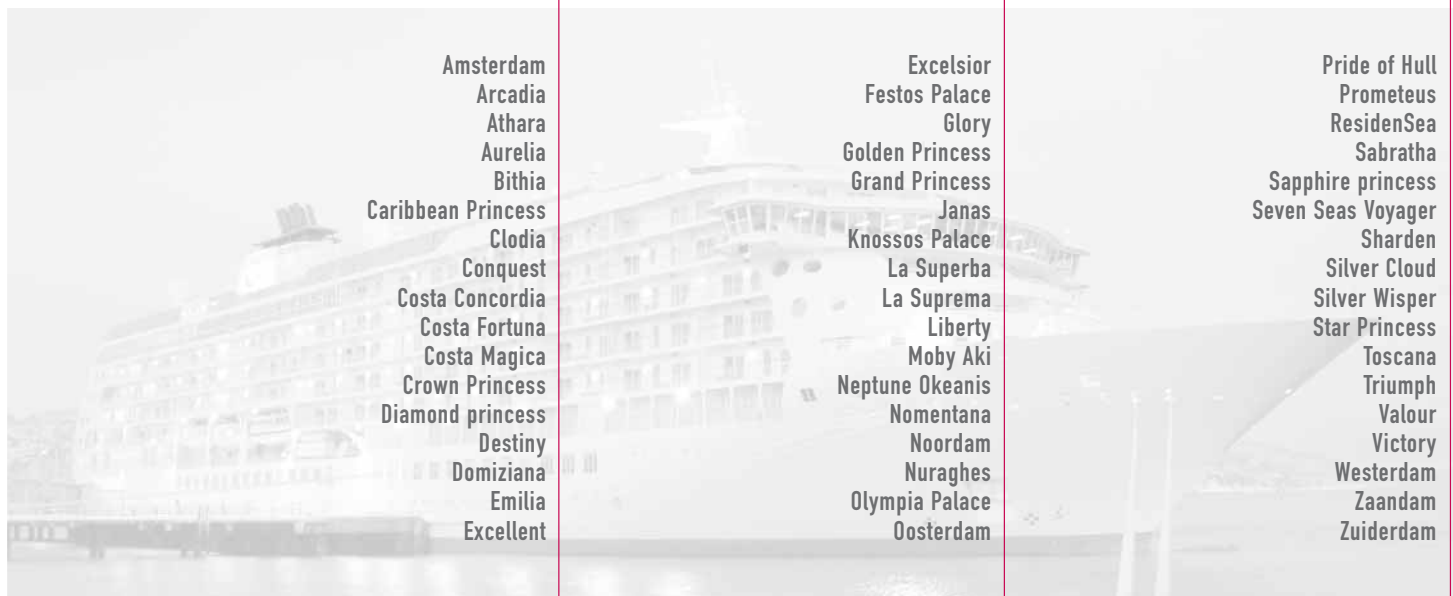 Amsterdam
Arcadia
Athara
Aurelia
Bithia
Caribbean Princess
Clodia
Conquest
Costa Concordia
Costa Fortuna
Costa Magica
Crown Princess
Diamond princess
Destiny
Domiziana
Emilia
Excellent
Excelsior
Festos Palace
Glory
Golden Princess
Grand Princess
Janas
Knossos Palace
La Superba
La Suprema
Liberty
Moby Aki
Neptune Okeanis
Nomentana
Noordam
Nuraghes
Olympia Palace
Oosterdam
Pride of Hull
Prometeus
ResidenSea
Sabratha
Sapphire princess
Seven Seas Voyager
Sharden
Silver Cloud
Silver Wisper
Star Princess
Toscana
Triumph
Valour
Victory
Westerdam
Zaandam
Zuiderdam